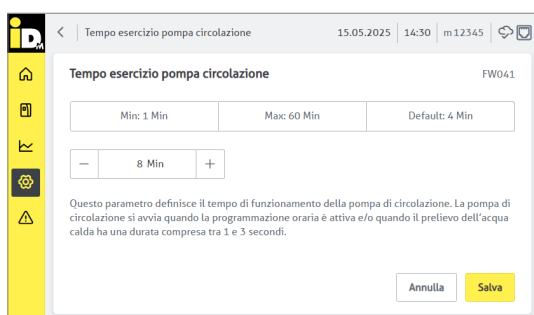 iD M
Tempo esercizio pompa circolazione 15.05.2025 14:30 m12345
Tempo esercizio pompa circolazione FW041
Min: 1 Min Max: 60 Min Default: 4 Min
— 8 Min +
Questo parametro definisce il tempo di funzionamento della pompa di circolazione. La pompa di
circolazione si avvia quando la programmazione oraria è attiva e/o quando il prelievo dell'acqua
calda ha una durata compresa tra 1 e 3 secondi.
Annulla Salva